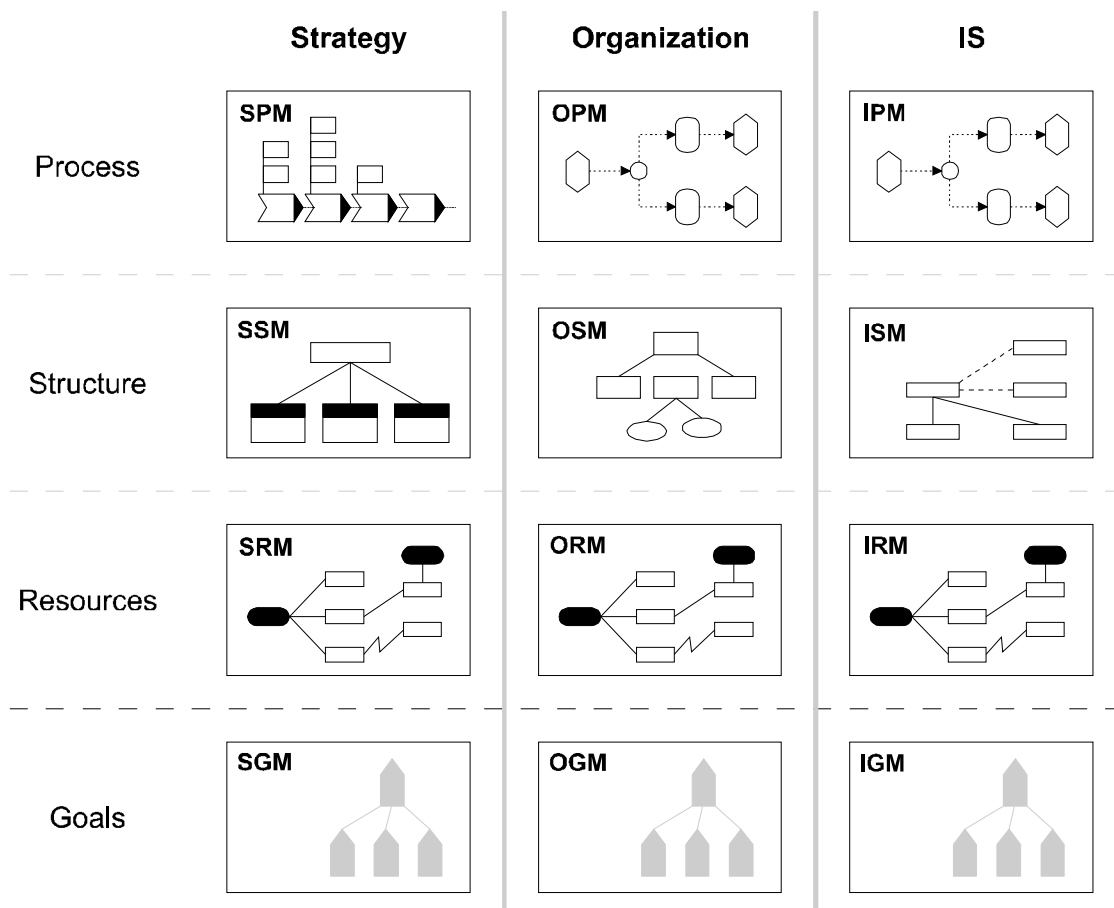 Strategy Organization IS
Process
SPM OPM IPM
Structure
SSM OSM ISM
Resources
SRM ORM IRM
Goals
SGM OGM IGM